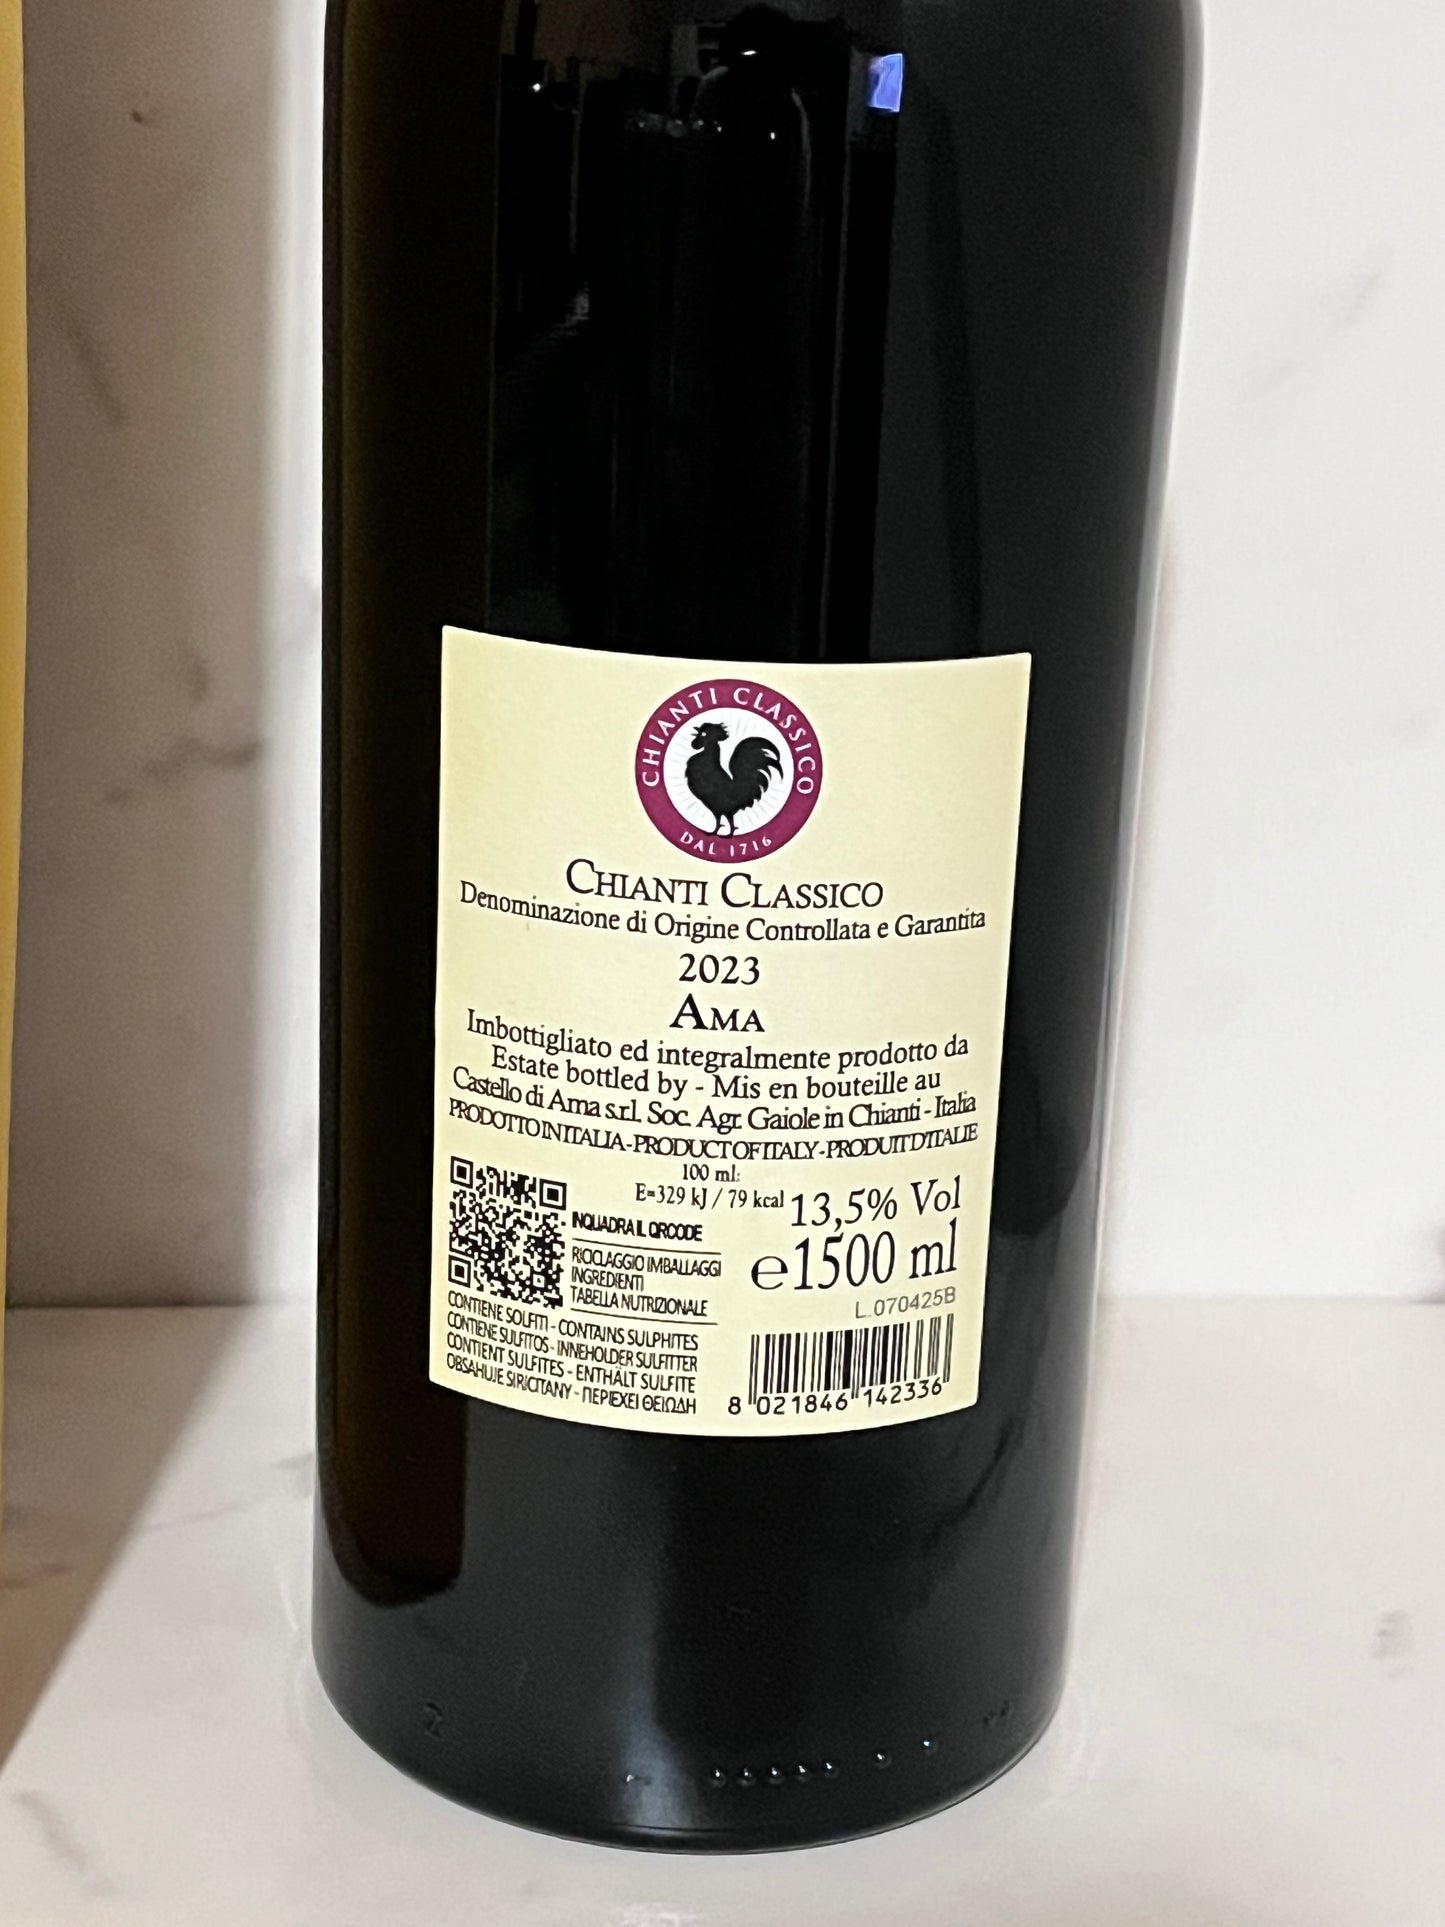 CHIANTI CLASSICO
DAL 1716
CHIANTI CLASSICO
Denominazione di Origine Controllata e Garantita
2023
AMA
Imbottigliato ed integralmente prodotto da
Estate bottled by - Mis en bouteille au
Castello di Ama s.r.l. Soc. Agr. Gaiole in Chianti - Italia
PRODOTTO IN ITALIA - PRODUCT OF ITALY - PRODUIT D'ITALIE
100 ml:
E=329 kJ / 79 kcal
13,5% Vol
INQUADRA IL QRCODE
RICICLAGGIO IMBALLAGGI
INGREDIENTI
TABELLA NUTRIZIONALE
℮1500 ml
L.070425B
CONTIENE SOLFITI - CONTAINS SULPHITES
CONTIENE SULFITOS - INNEHOLDER SULFITTER
CONTIENT SULFITES - ENTHÄLT SULFITE
OBSAHUJE SIRICITANY - ΠΕΡΙΕΧΕΙ ΘΕΙΩΔΗ
8 021846 142336